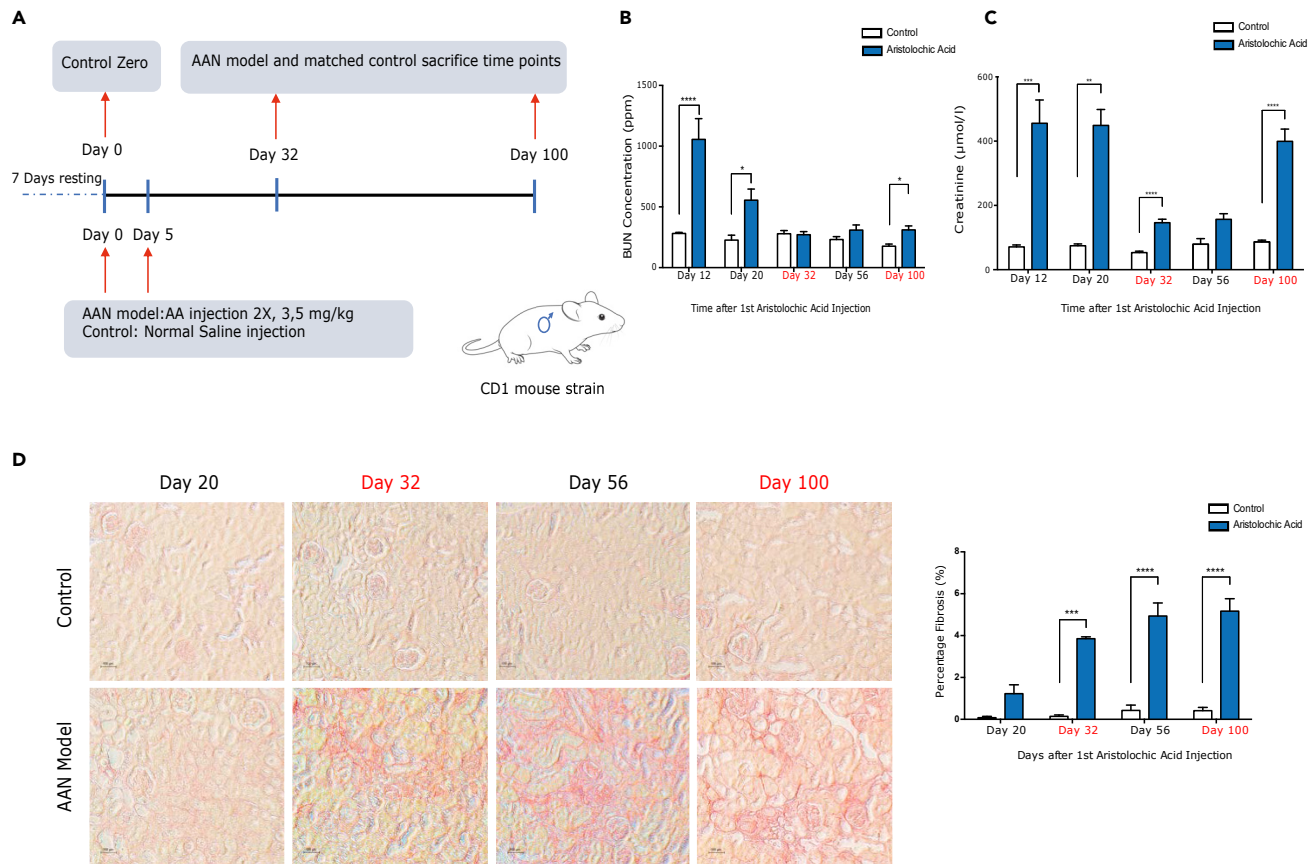 A
Control Zero
AAN model and matched control sacrifice time points
Day 0
Day 32
Day 100
7 Days resting
Day 0
Day 5
AAN model:AA injection 2X, 3,5 mg/kg
Control: Normal Saline injection
CD1 mouse strain
B
Control
Aristolochic Acid
BUN Concentration (ppm)
1500
1000
500
0
****
*
*
Day 12
Day 20
Day 32
Day 56
Day 100
Time after 1st Aristolochic Acid Injection
C
Control
Aristolochic Acid
Creatinine (µmol/l)
600
400
200
0
***
**
****
****
Day 12
Day 20
Day 32
Day 56
Day 100
Time after 1st Aristolochic Acid Injection
D
Day 20
Day 32
Day 56
Day 100
Control
AAN Model
Control
Aristolochic Acid
Percentage Fibrosis (%)
8
6
4
2
0
***
****
****
Day 20
Day 32
Day 56
Day 100
Days after 1st Aristolochic Acid Injection